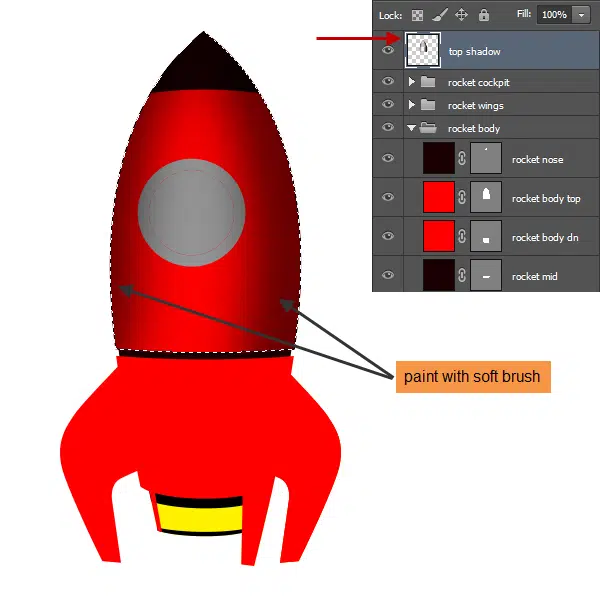 Lock: Fill: 100%
top shadow
rocket cockpit
rocket wings
rocket body
rocket nose
rocket body top
rocket body dn
rocket mid
paint with soft brush